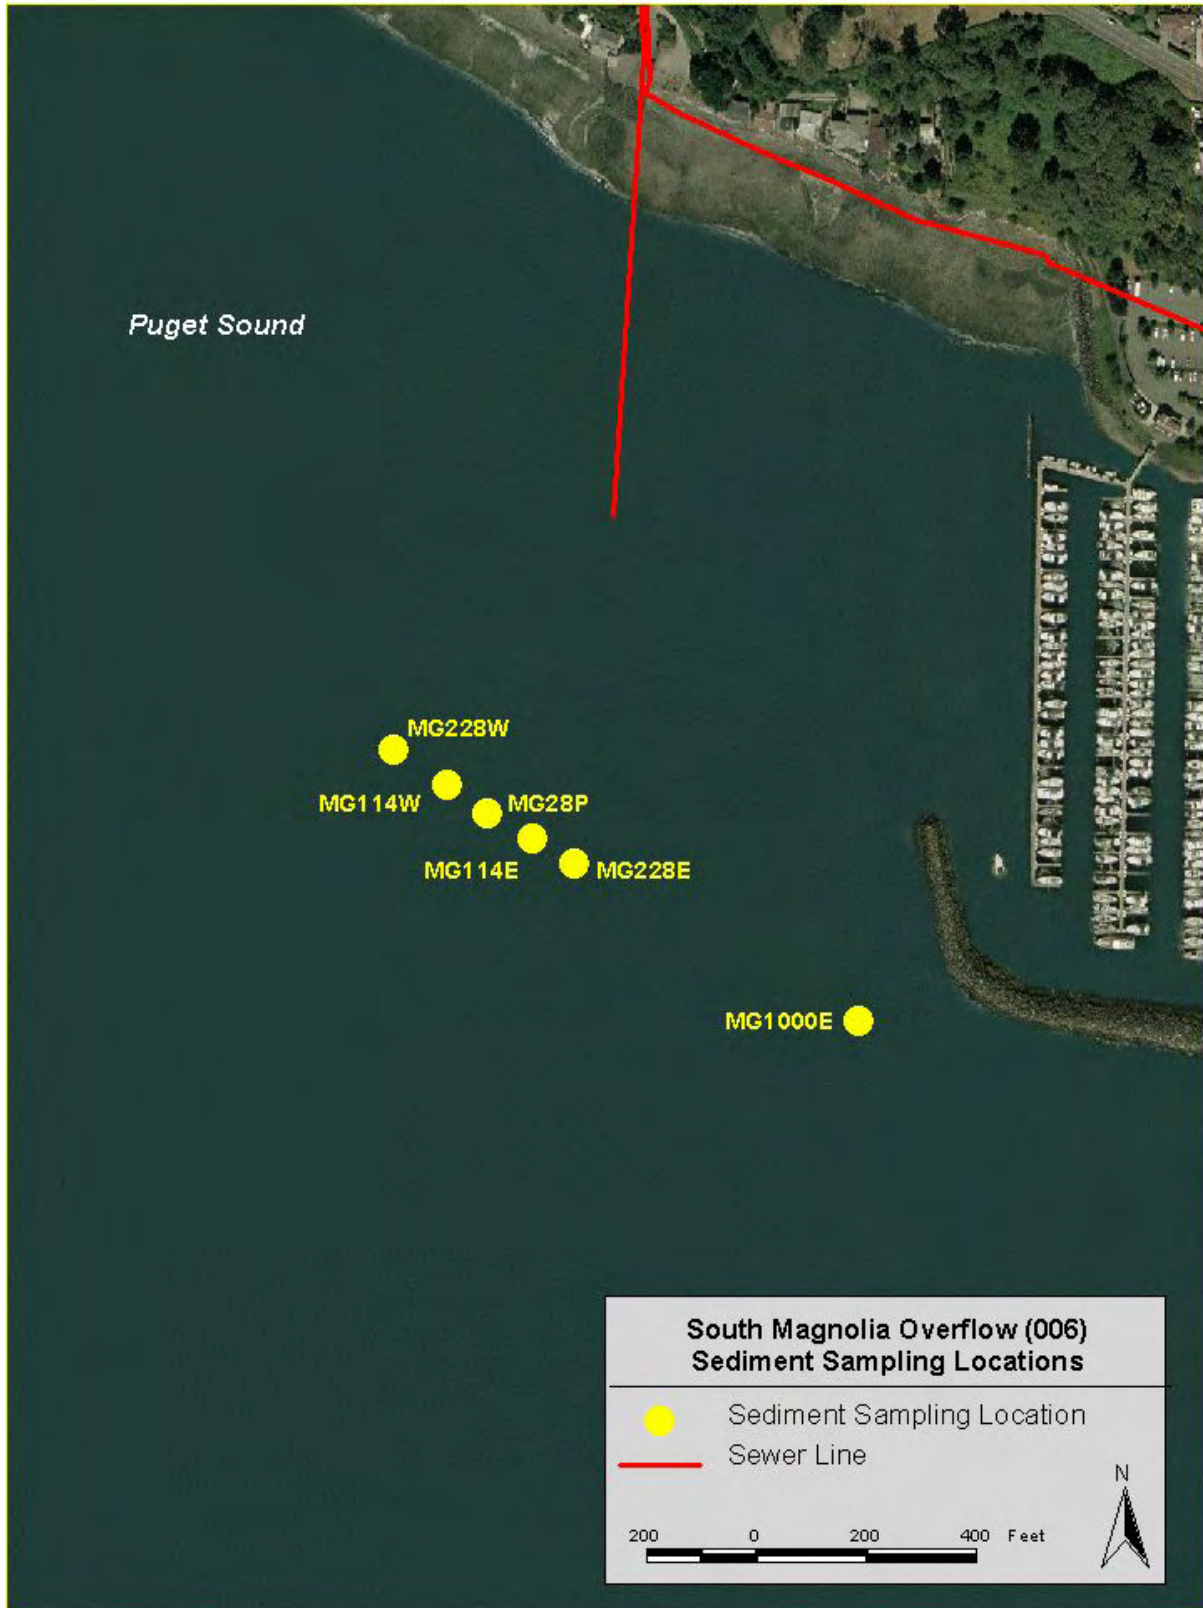 Puget Sound
MG228W
MG114W
MG28P
MG114E
MG228E
MG1000E
South Magnolia Overflow (006)
Sediment Sampling Locations
Sediment Sampling Location
Sewer Line
N
200 0 200 400 Feet